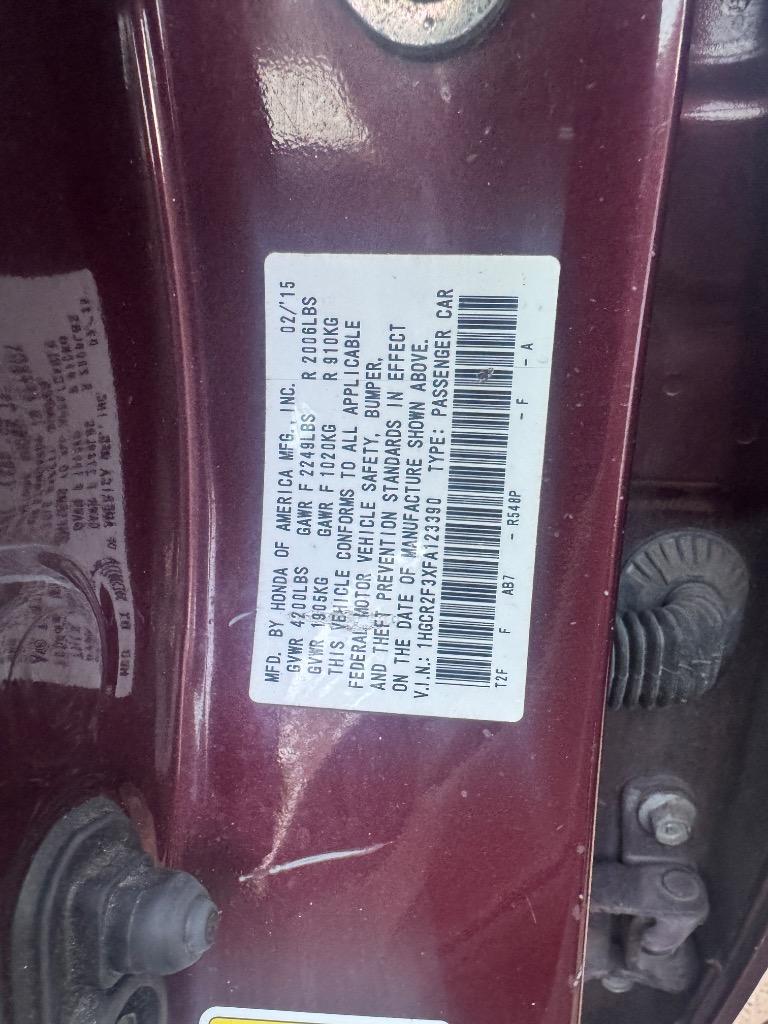 MFD. BY HONDA OF AMERICA MFG., INC. 02/'15
GVWR 4200LBS GAWR F 2249LBS R 2006LBS
GVWR 1905KG GAWR F 1020KG R 910KG
THIS VEHICLE CONFORMS TO ALL APPLICABLE
FEDERAL MOTOR VEHICLE SAFETY, BUMPER,
AND THEFT PREVENTION STANDARDS IN EFFECT
ON THE DATE OF MANUFACTURE SHOWN ABOVE.
V.I.N.: 1HGCR2F3XFA123390 TYPE: PASSENGER CAR
T2F F AB7 - R548P - F - A